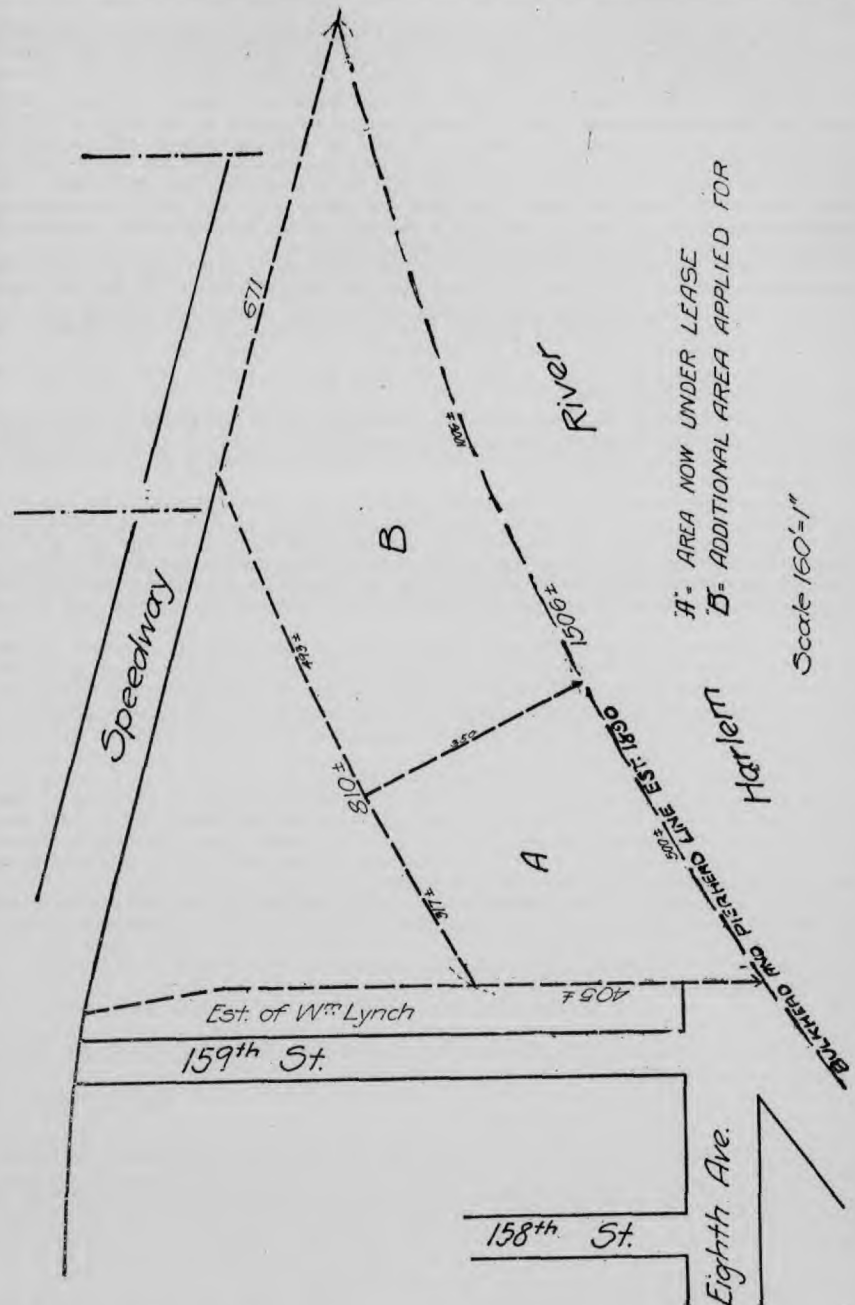 Speedway
671
B
493±
810±
317±
350
1006±
1506±
River
A
Harlem
500±
BULKHEAD AND PIERHEAD LINE EST. 1890
405±
"A"= AREA NOW UNDER LEASE
"B"= ADDITIONAL AREA APPLIED FOR
Scale 160'=1"
Est. of Wm Lynch
159th St.
158th St.
Eighth Ave.